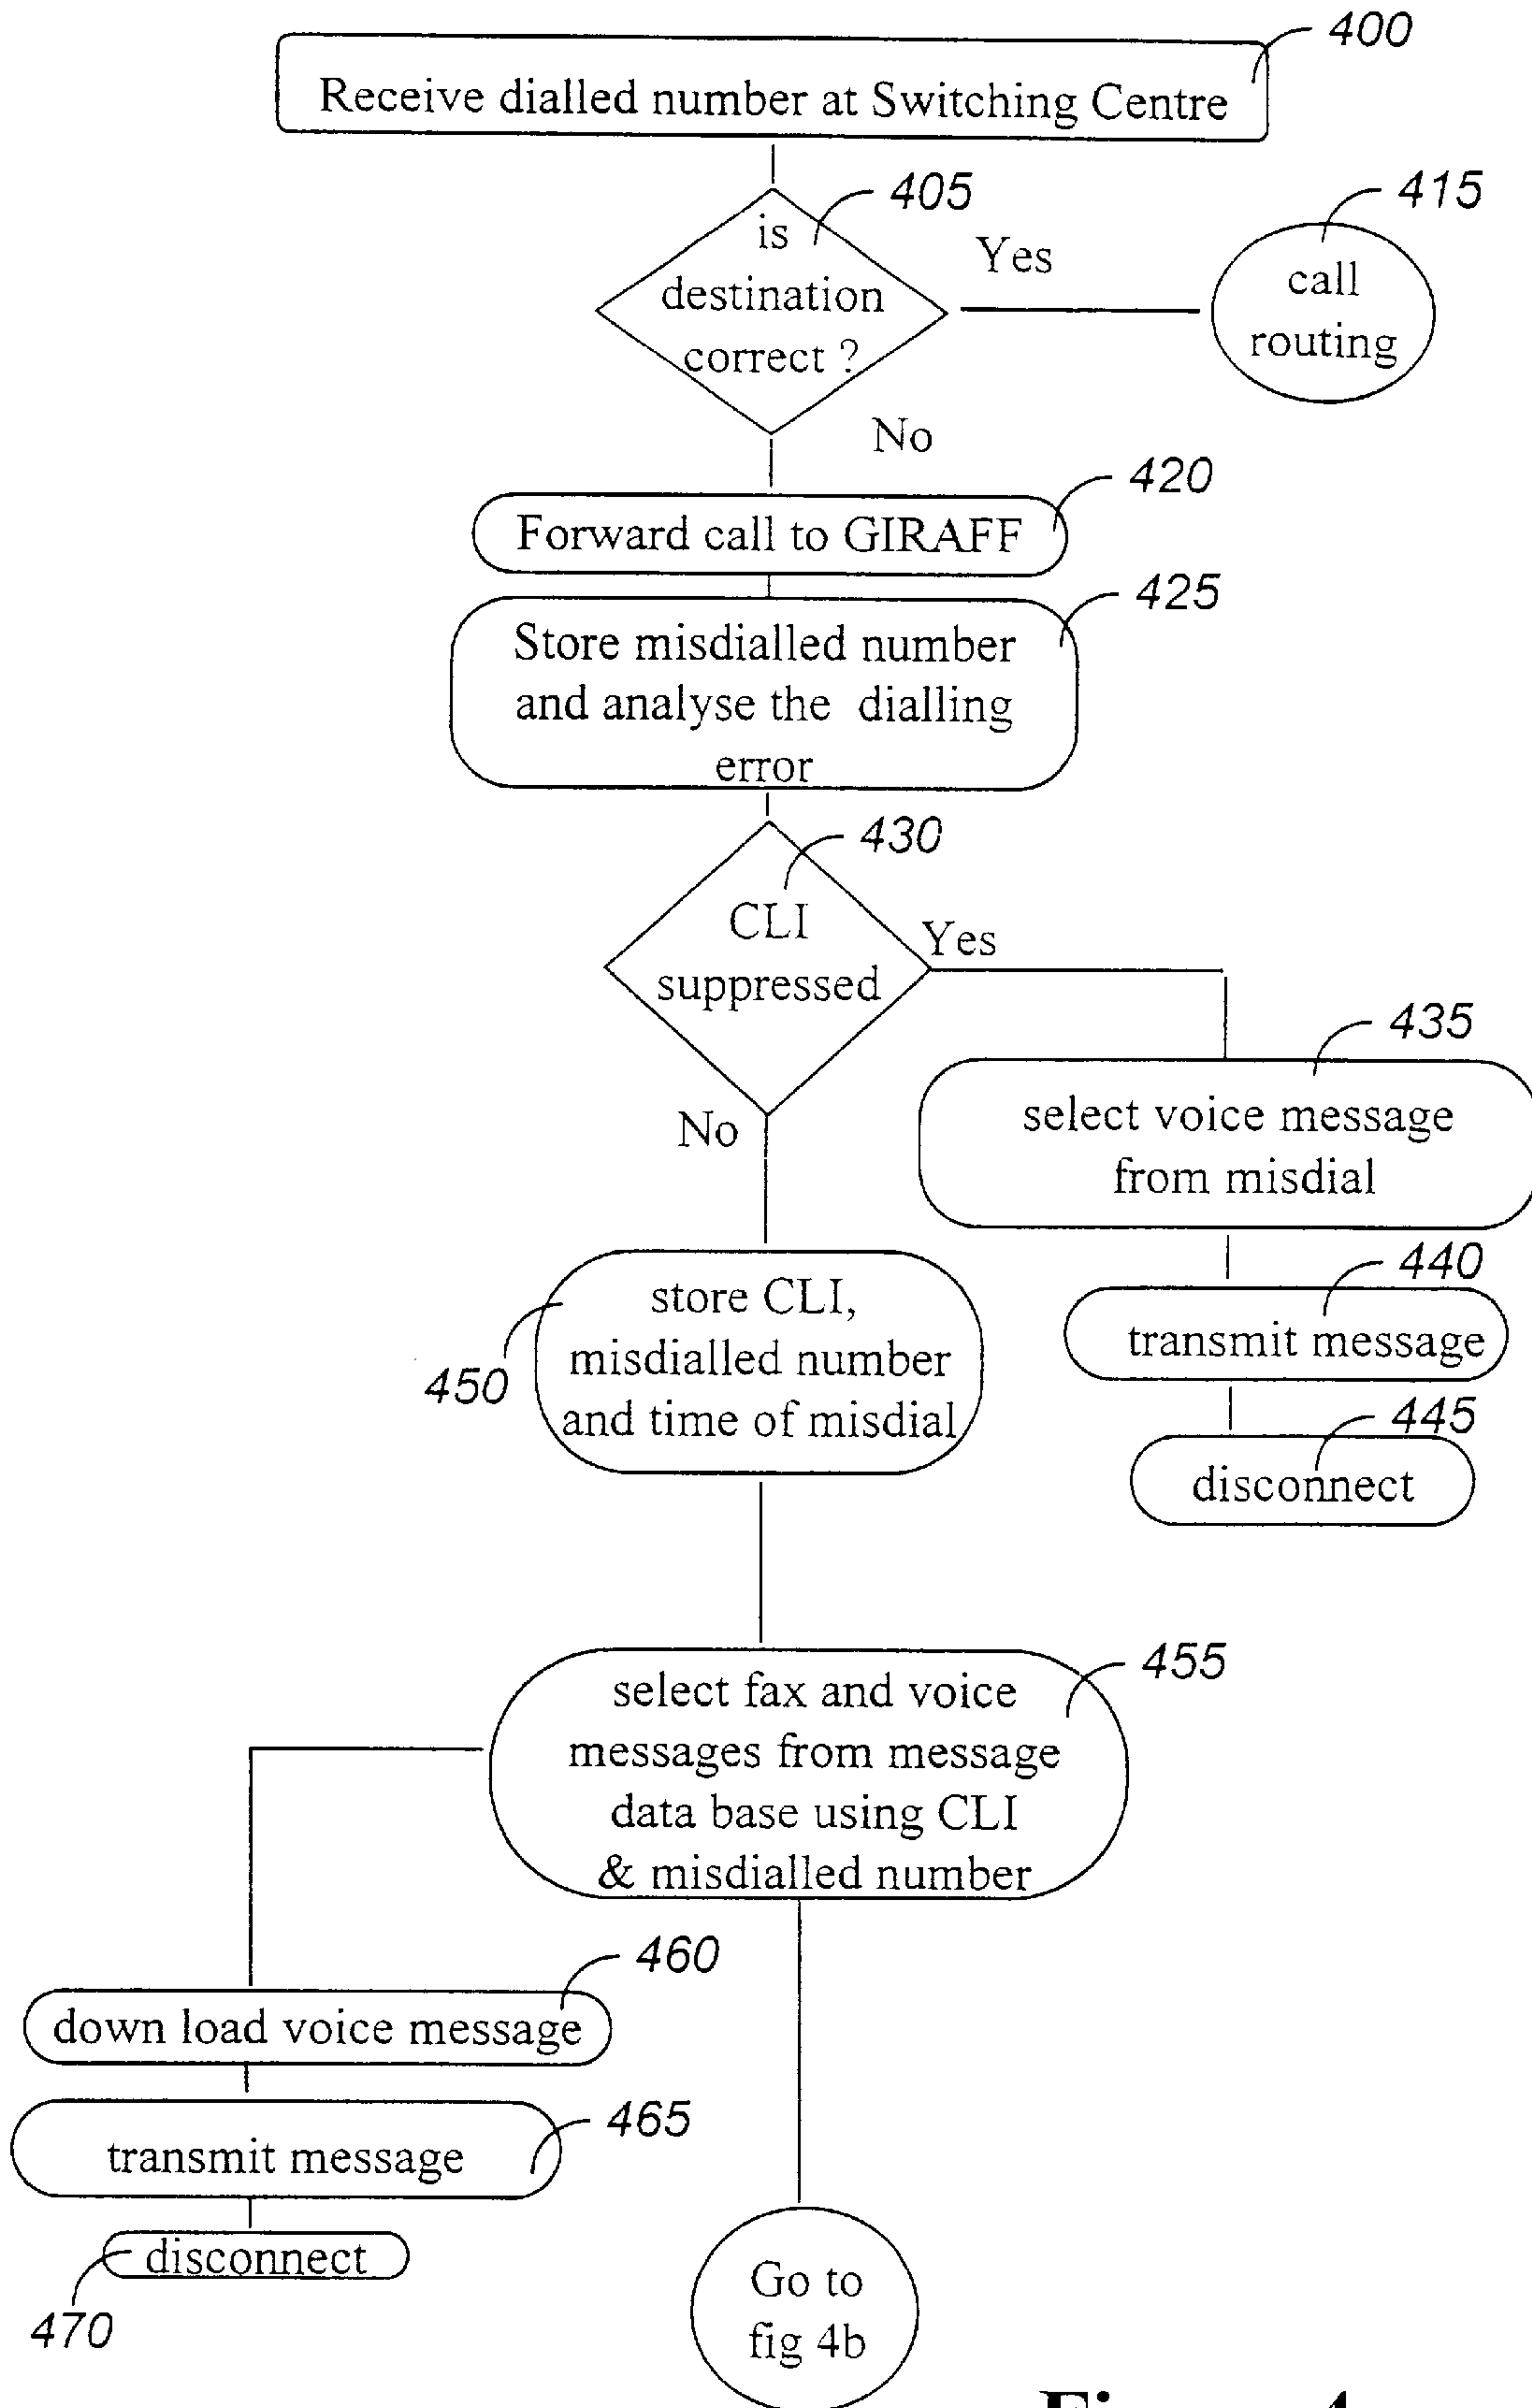 400
Receive dialled number at Switching Centre
405
415
is
destination
correct ?
Yes
call
routing
No
420
Forward call to GIRAFF
425
Store misdialled number
and analyse the dialling
error
430
CLI
suppressed
Yes
435
select voice message
from misdial
No
440
transmit message
445
disconnect
450
store CLI,
misdialled number
and time of misdial
455
select fax and voice
messages from message
data base using CLI
& misdialled number
460
down load voice message
465
transmit message
470
disconnect
Go to
fig 4b